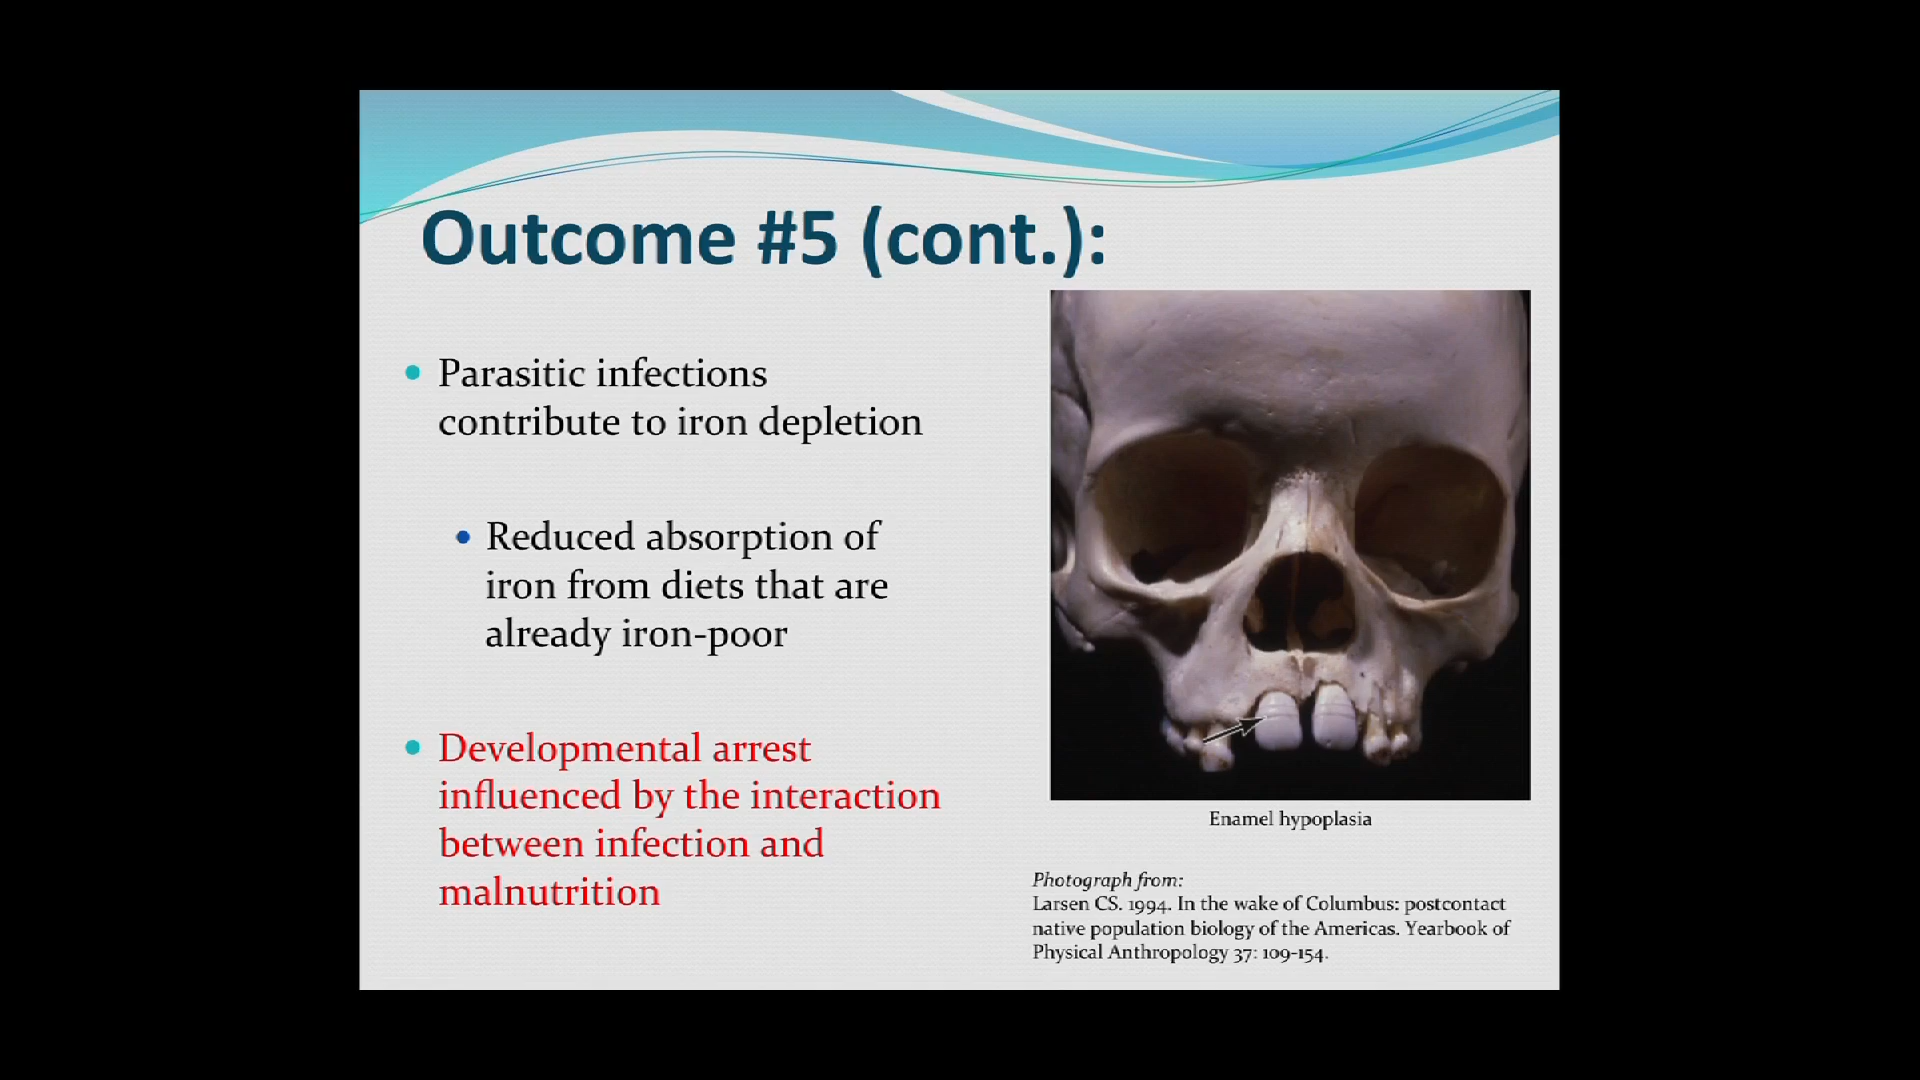 Outcome #5 (cont.):
• Parasitic infections
contribute to iron depletion
• Reduced absorption of
iron from diets that are
already iron-poor
• Developmental arrest
influenced by the interaction
between infection and
malnutrition
Enamel hypoplasia
Photograph from:
Larsen CS. 1994. In the wake of Columbus: postcontact
native population biology of the Americas. Yearbook of
Physical Anthropology 37: 109-154.